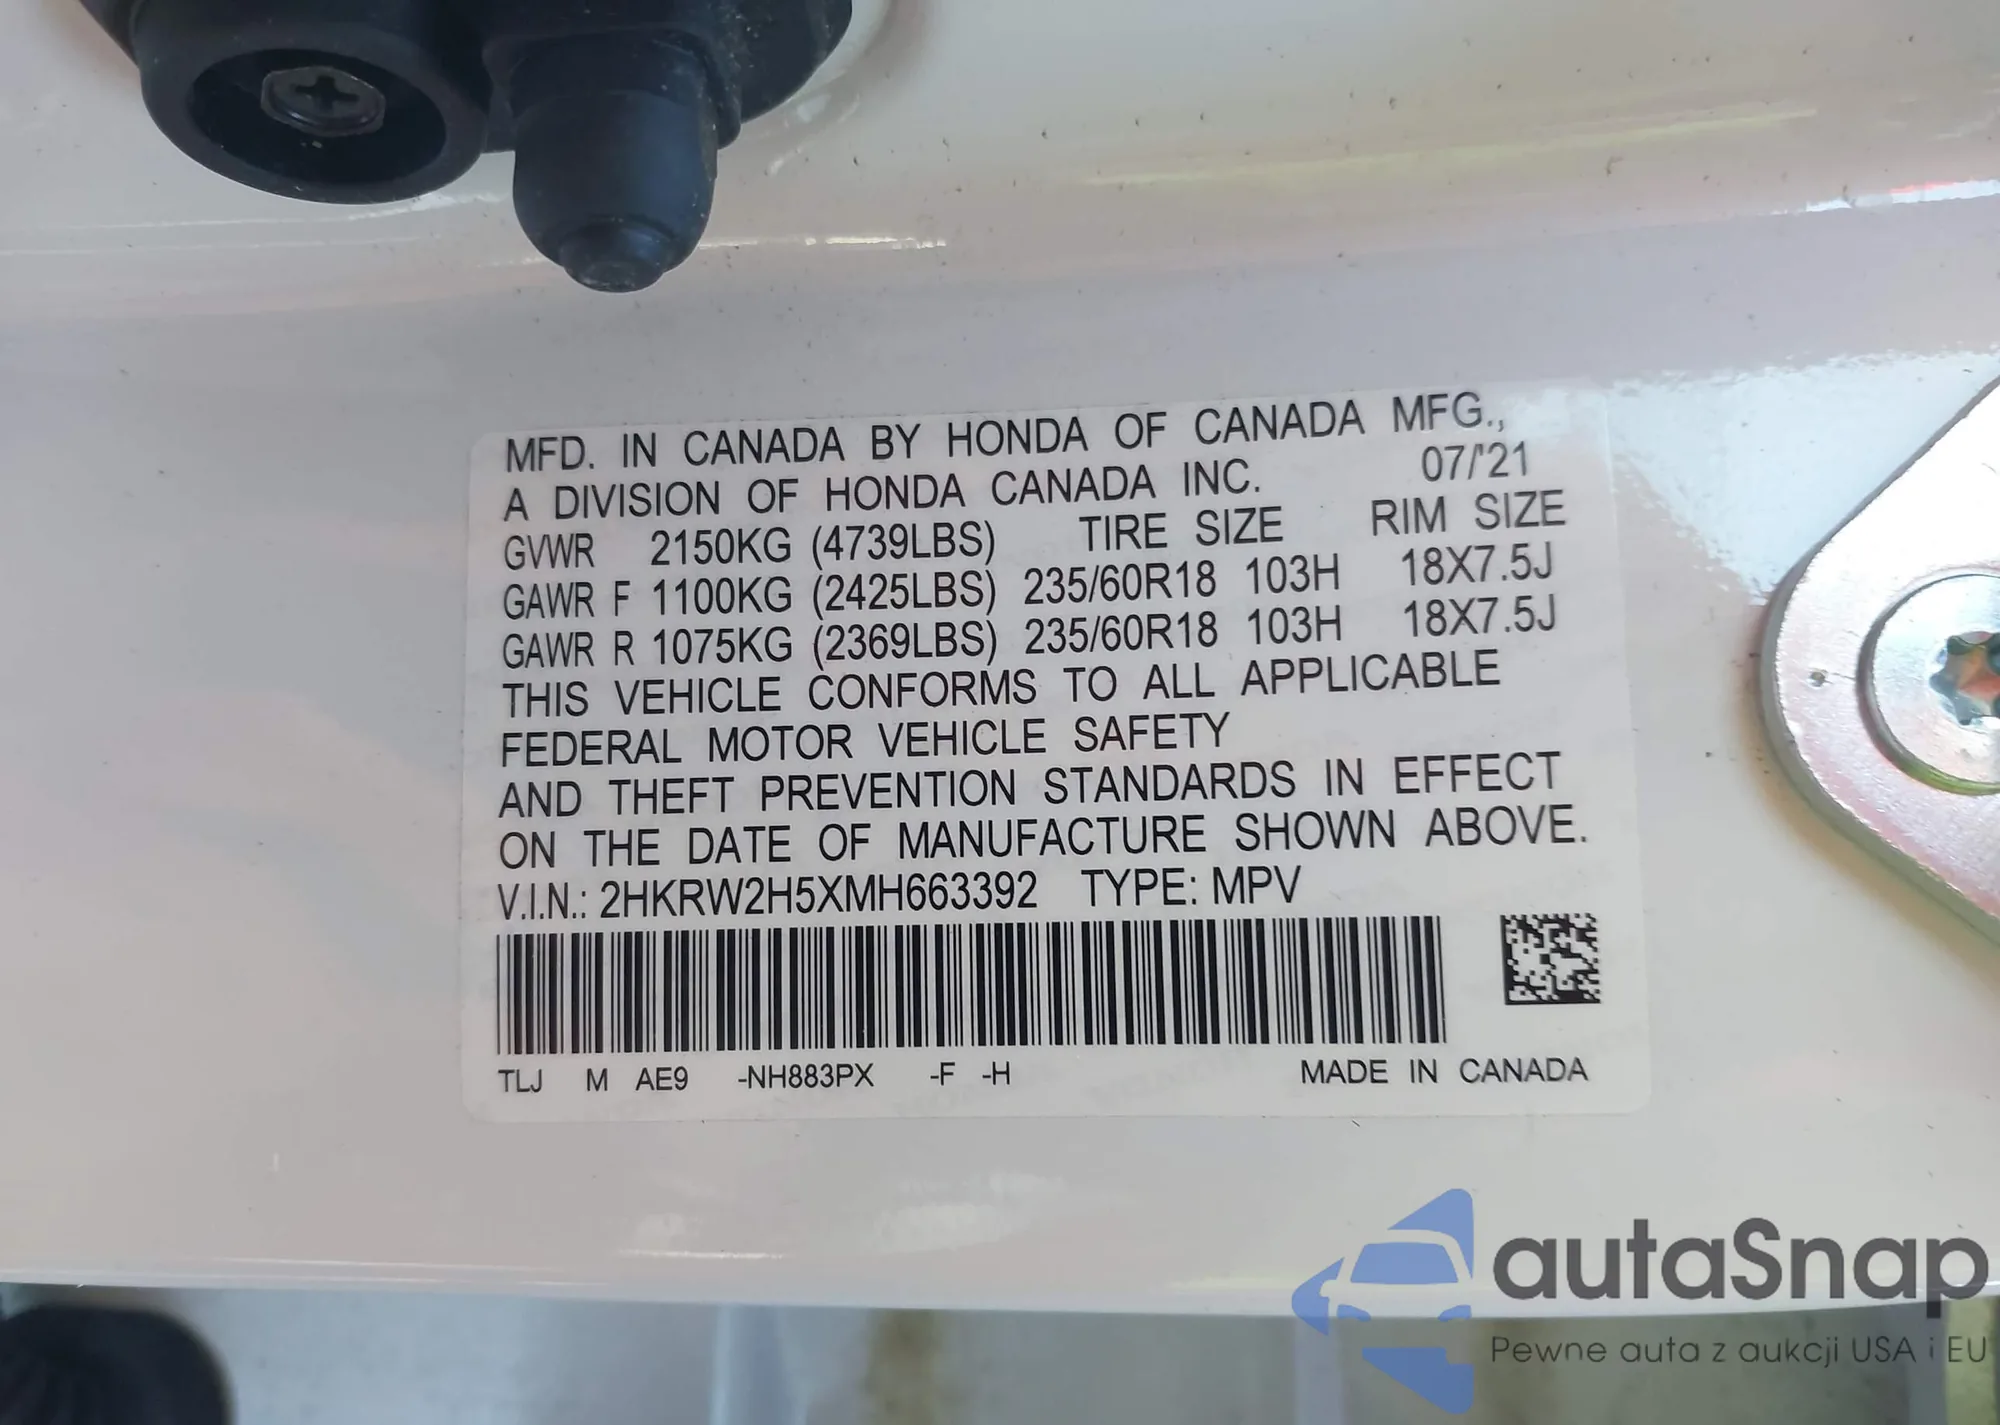 MFD. IN CANADA BY HONDA OF CANADA MFG.,
A DIVISION OF HONDA CANADA INC. 07/'21
GVWR 2150KG (4739LBS) TIRE SIZE RIM SIZE
GAWR F 1100KG (2425LBS) 235/60R18 103H 18X7.5J
GAWR R 1075KG (2369LBS) 235/60R18 103H 18X7.5J
THIS VEHICLE CONFORMS TO ALL APPLICABLE
FEDERAL MOTOR VEHICLE SAFETY
AND THEFT PREVENTION STANDARDS IN EFFECT
ON THE DATE OF MANUFACTURE SHOWN ABOVE.
V.I.N.: 2HKRW2H5XMH663392 TYPE: MPV
TLJ M AE9 -NH883PX -F -H MADE IN CANADA
autaSnap
Pewne auta z aukcji USA i EU